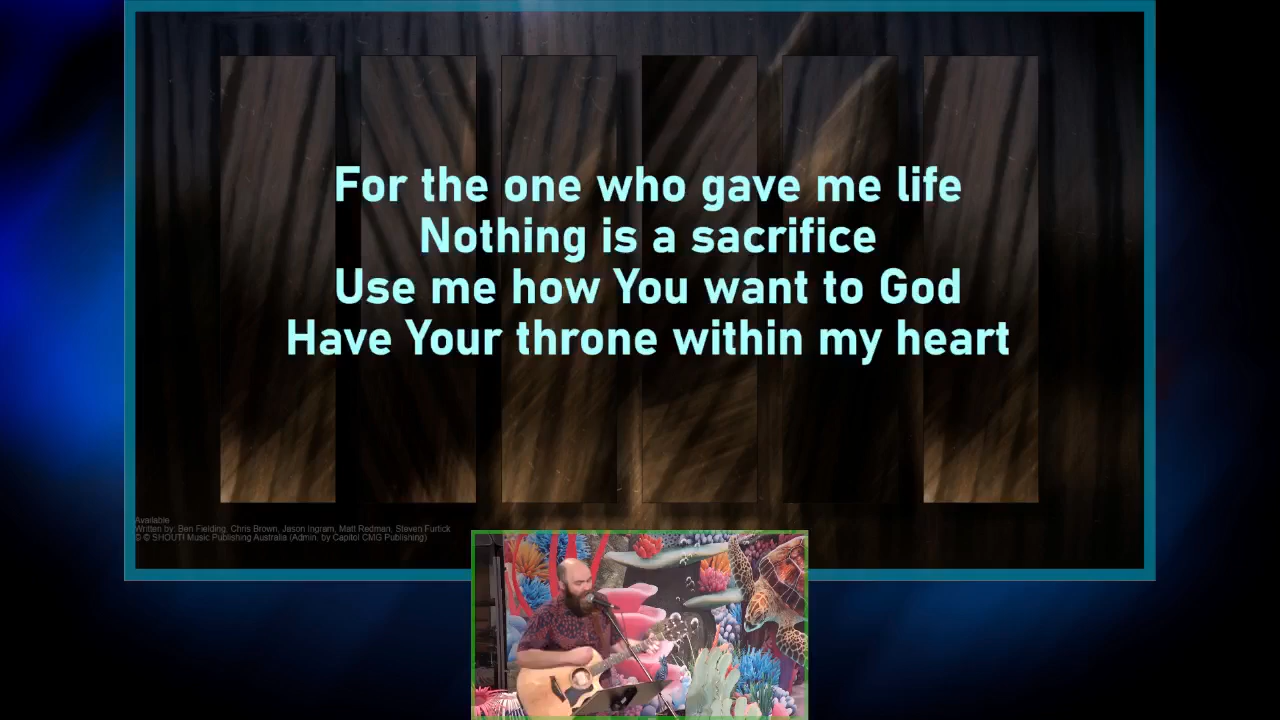 For the one who gave me life
Nothing is a sacrifice
Use me how You want to God
Have Your throne within my heart
Available
Written by: Ben Fielding, Chris Brown, Jason Ingram, Matt Redman, Steven Furtick
© © SHOUT! Music Publishing Australia (Admin. by Capitol CMG Publishing)